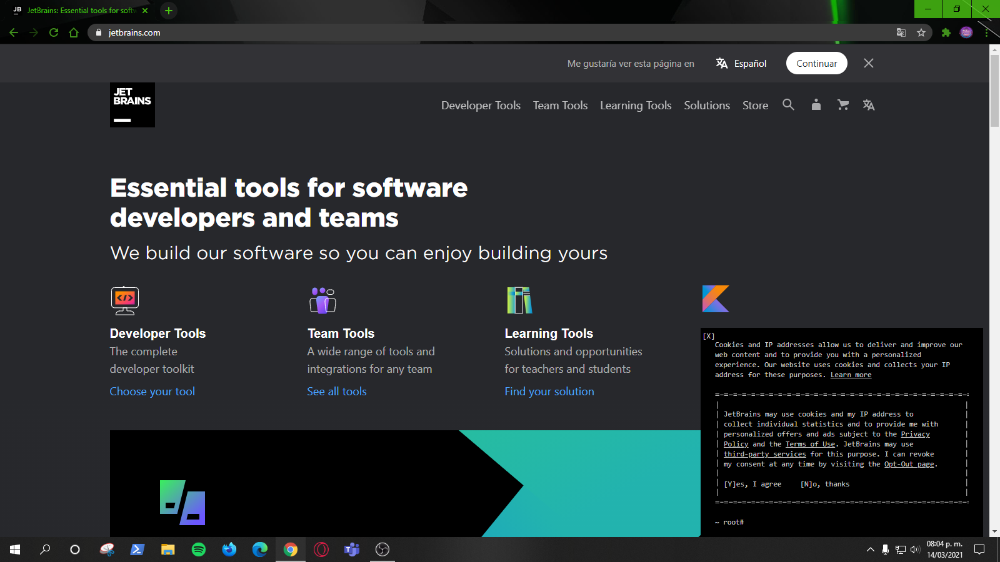 JB JetBrains: Essential tools for softw
jetbrains.com
Me gustaría ver esta página en
Español
Continuar
JET
BRAINS
Developer Tools
Team Tools
Learning Tools
Solutions
Store
Essential tools for software
developers and teams
We build our software so you can enjoy building yours
Developer Tools
The complete
developer toolkit
Choose your tool
Team Tools
A wide range of tools and
integrations for any team
See all tools
Learning Tools
Solutions and opportunities
for teachers and students
Find your solution
[X]
Cookies and IP addresses allow us to deliver and improve our
web content and to provide you with a personalized
experience. Our website uses cookies and collects your IP
address for these purposes. Learn more
JetBrains may use cookies and my IP address to
collect individual statistics and to provide me with
personalized offers and ads subject to the Privacy
Policy and the Terms of Use. JetBrains may use
third-party services for this purpose. I can revoke
my consent at any time by visiting the Opt-Out page.
[Y]es, I agree [N]o, thanks
~ root#
08:04 p. m.
14/03/2021